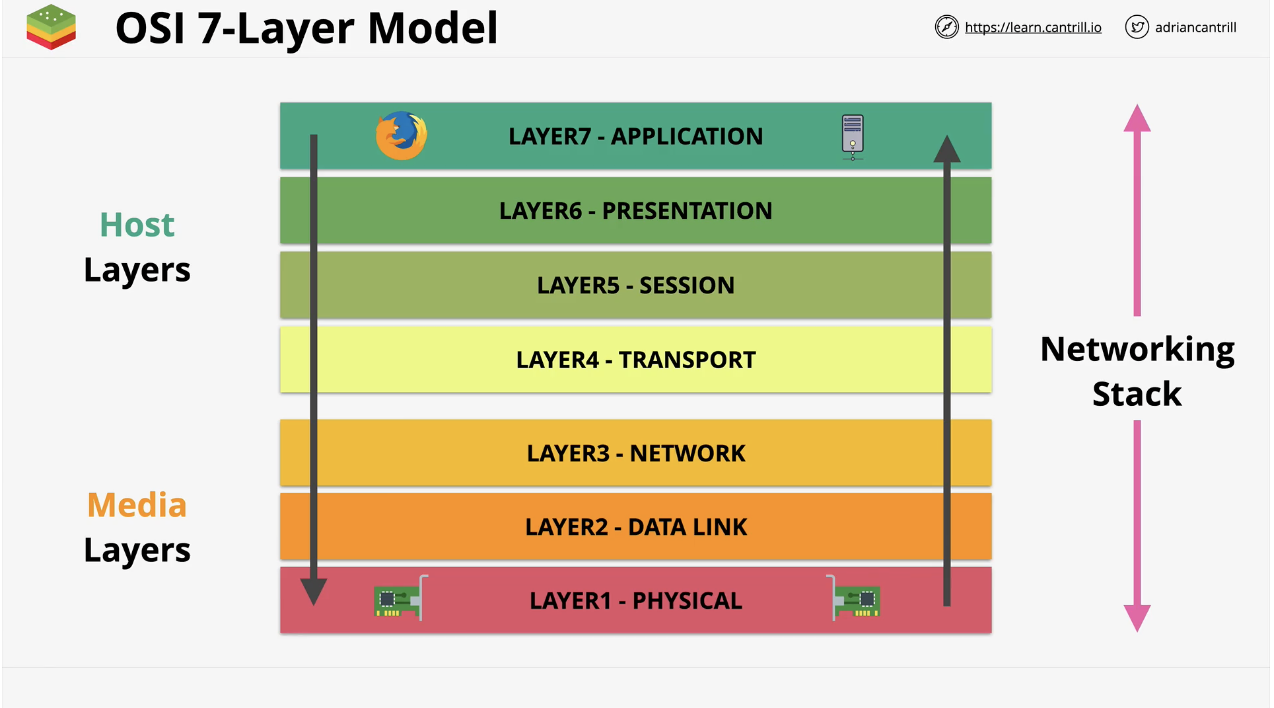 OSI 7-Layer Model
https://learn.cantrill.io
adriancantrill
LAYER7 - APPLICATION
LAYER6 - PRESENTATION
Host
Layers
LAYER5 - SESSION
LAYER4 - TRANSPORT
Networking
Stack
LAYER3 - NETWORK
Media
Layers
LAYER2 - DATA LINK
LAYER1 - PHYSICAL